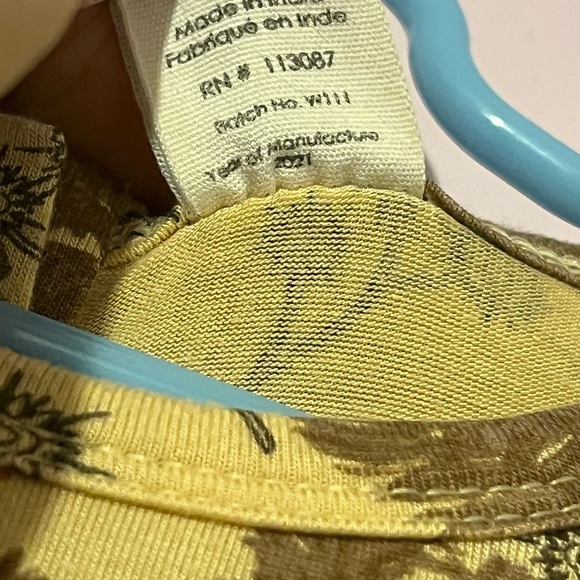 Made in India
Fabriqué en Inde
RN # 113087
Batch No. W111
Year of Manufacture
2021